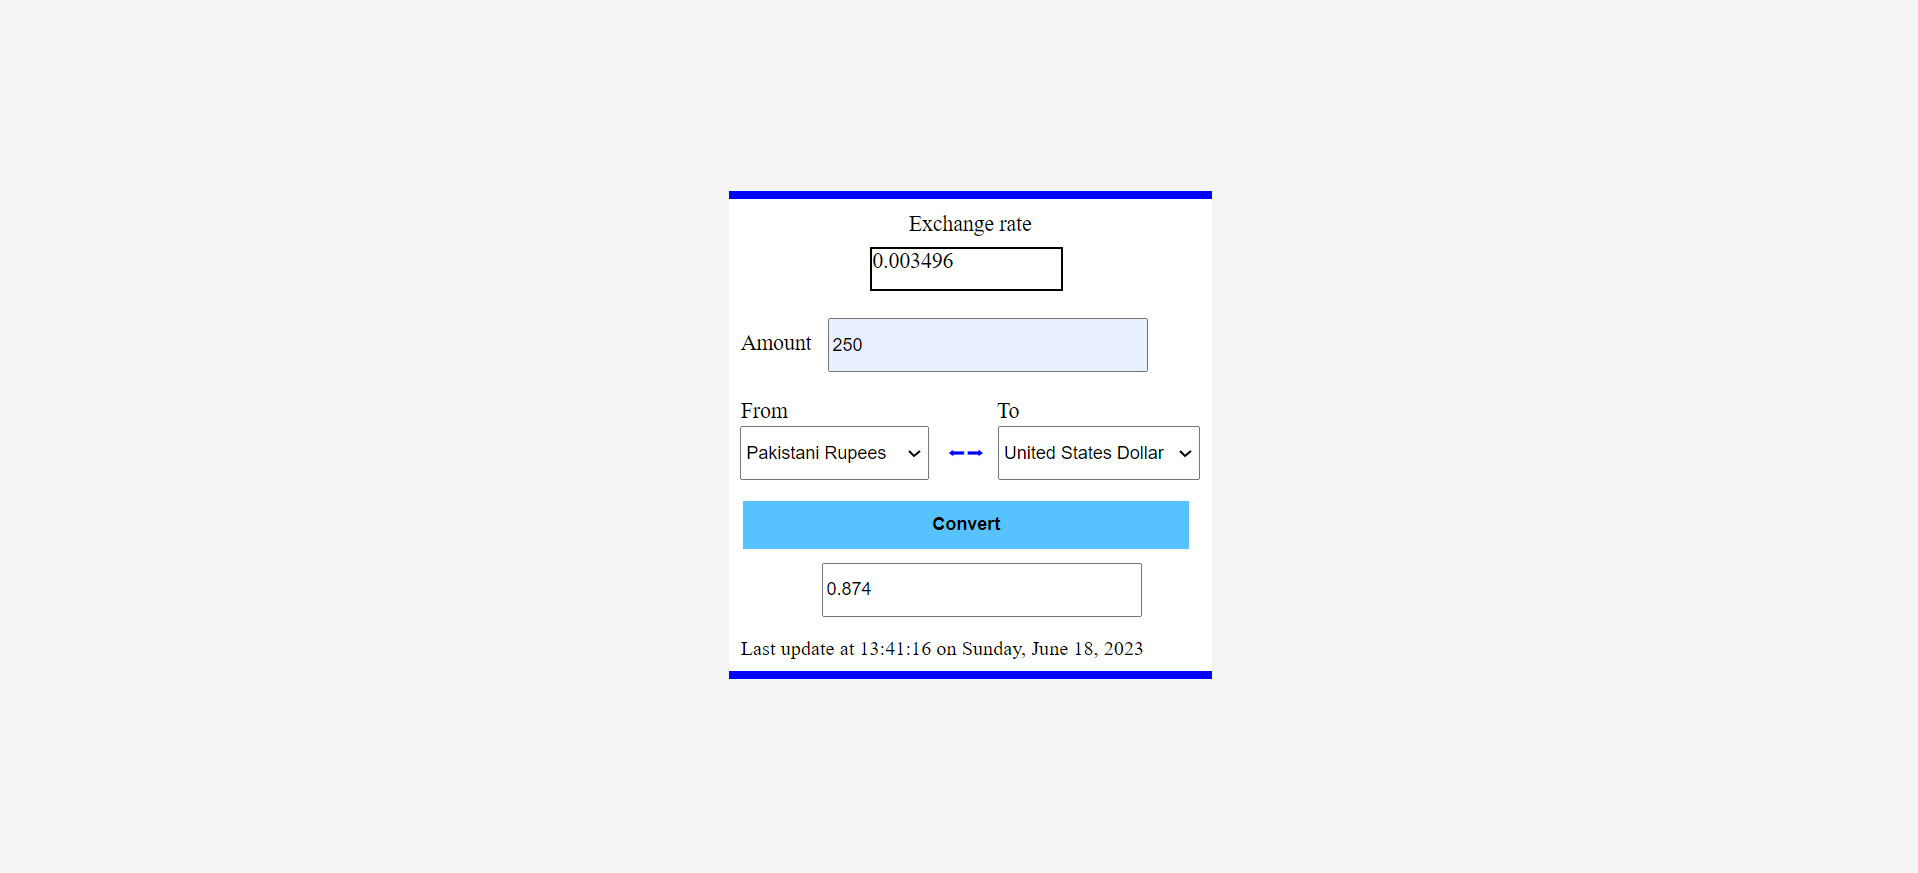 Exchange rate
0.003496
Amount 250
From To
Pakistani Rupees United States Dollar
Convert
0.874
Last update at 13:41:16 on Sunday, June 18, 2023